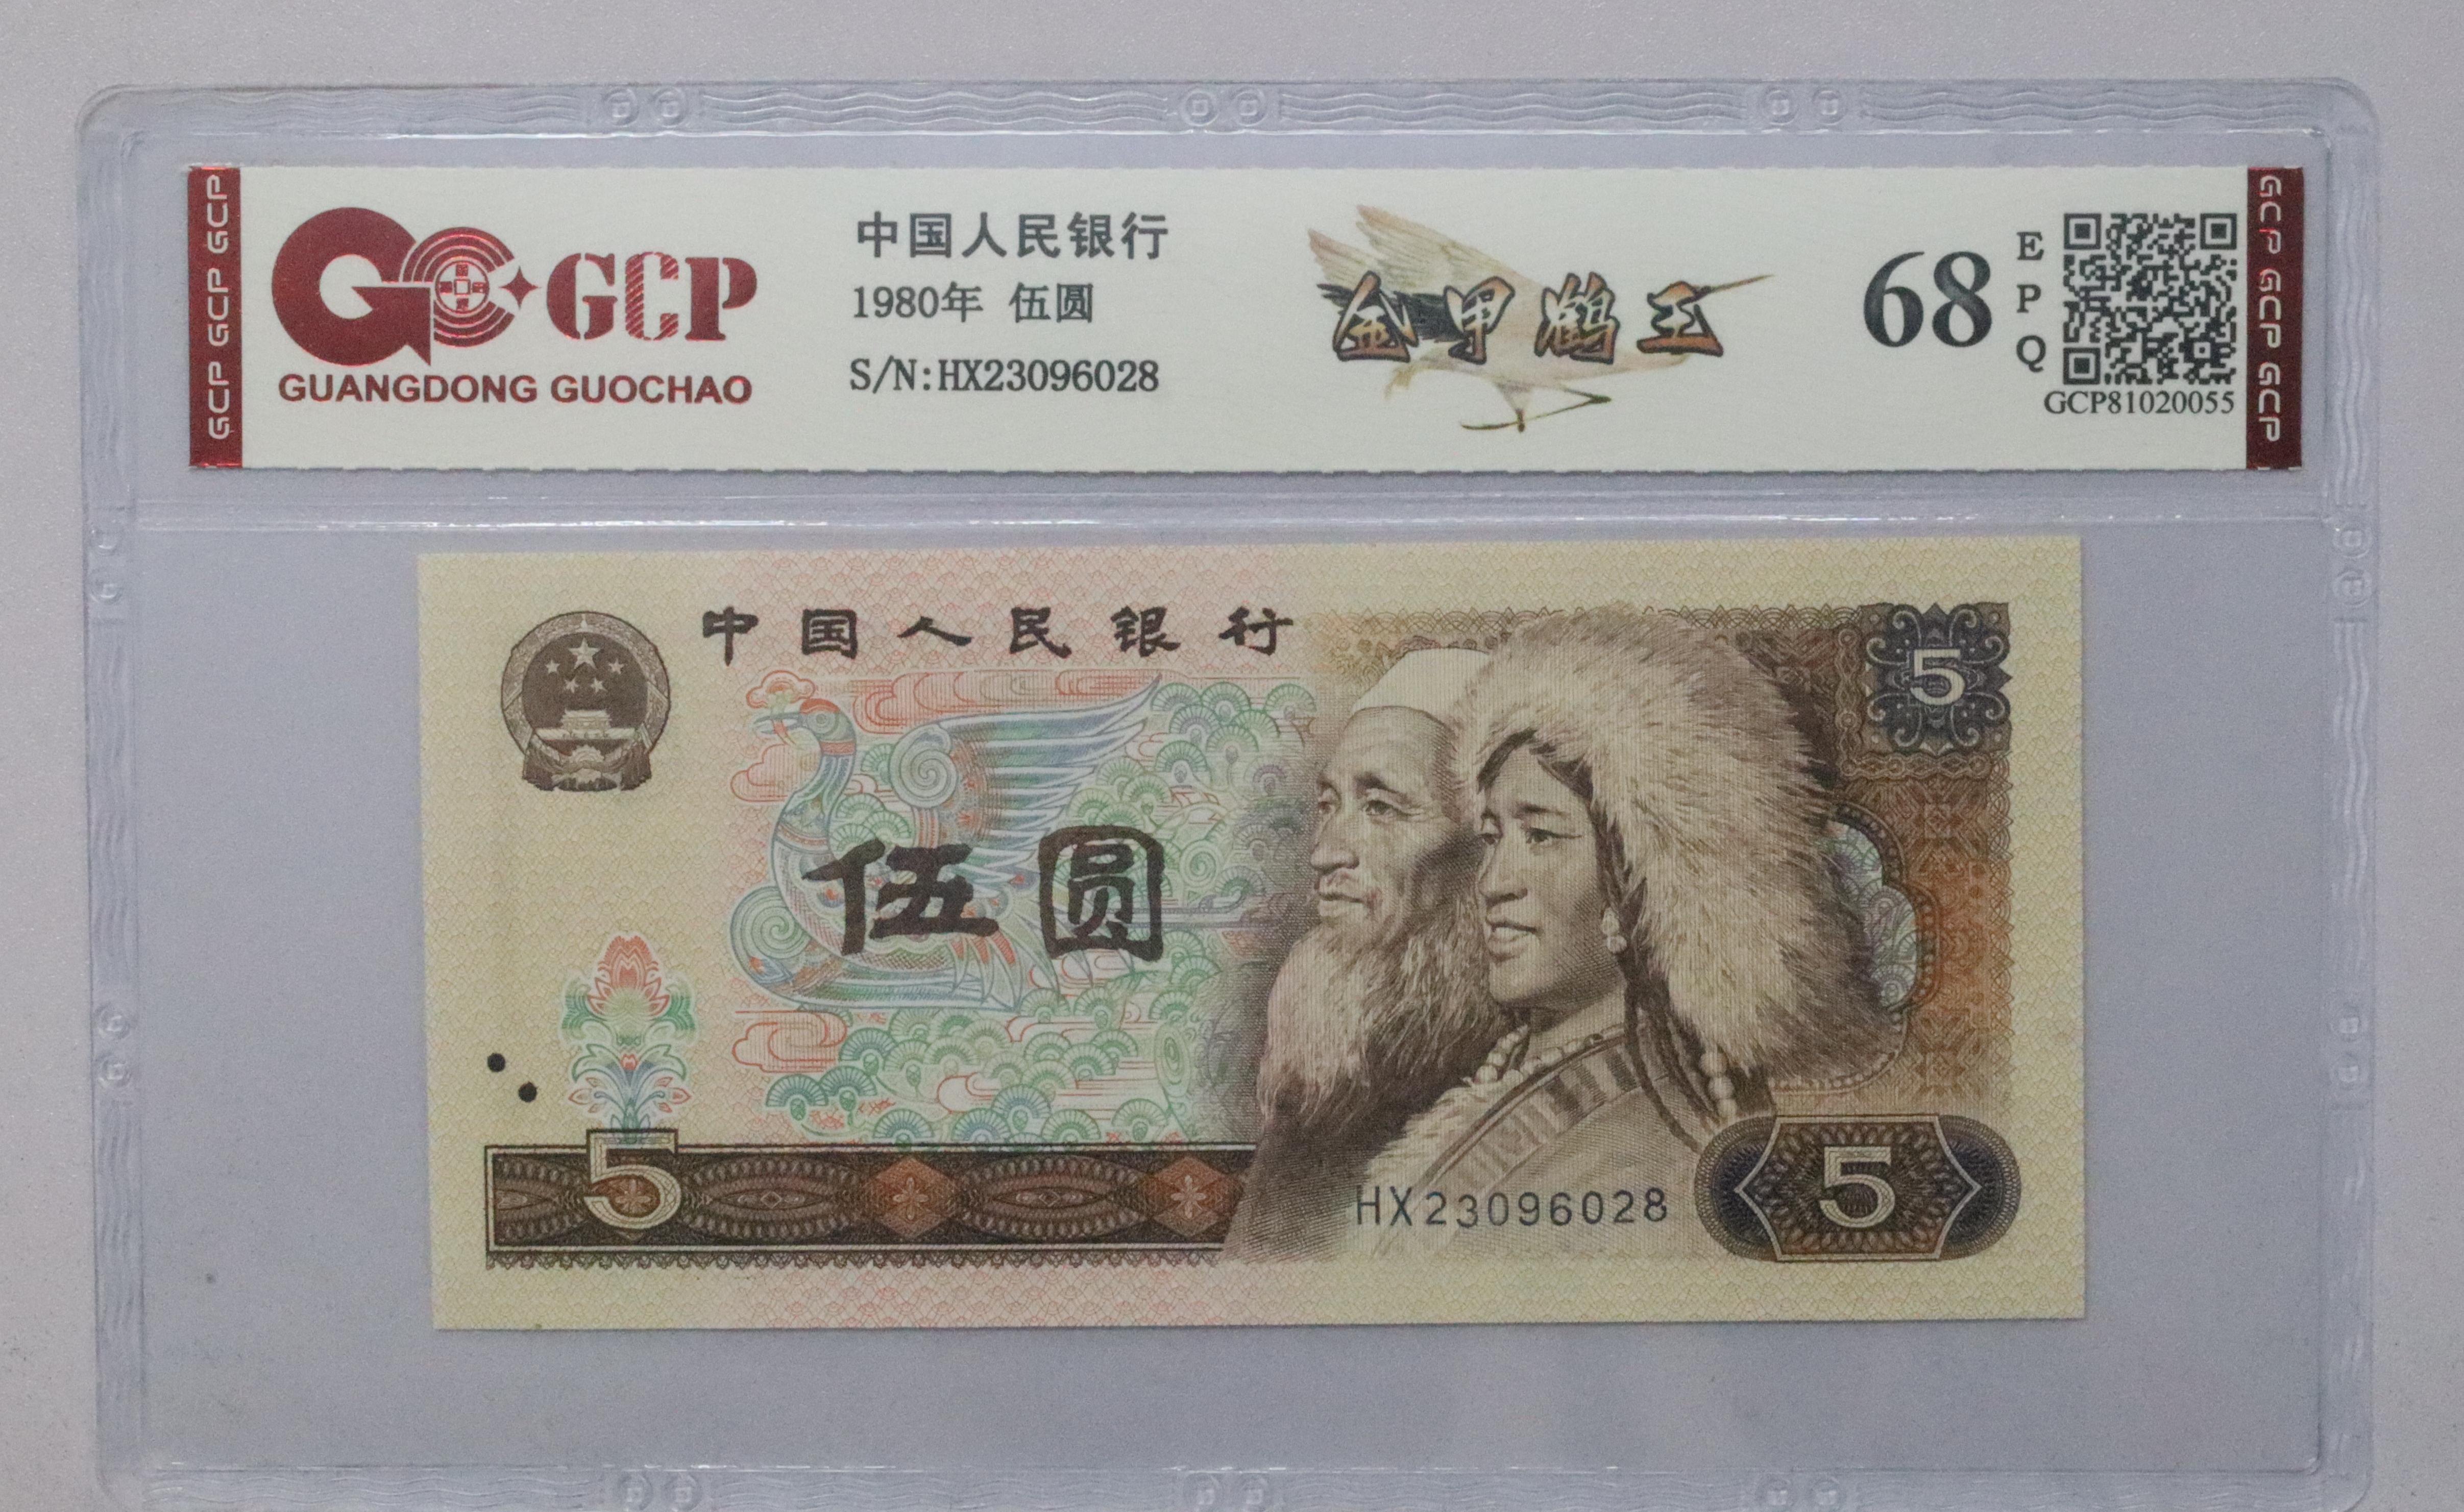 GCP GCP GCP
GCP
GUANGDONG GUOCHAO
中国人民银行
1980年 伍圆
S/N:HX23096028
金甲鹤王
68
E
P
Q
GCP81020055
GCP GCP GCP
中国人民银行
5
伍圆
5
HX23096028
5